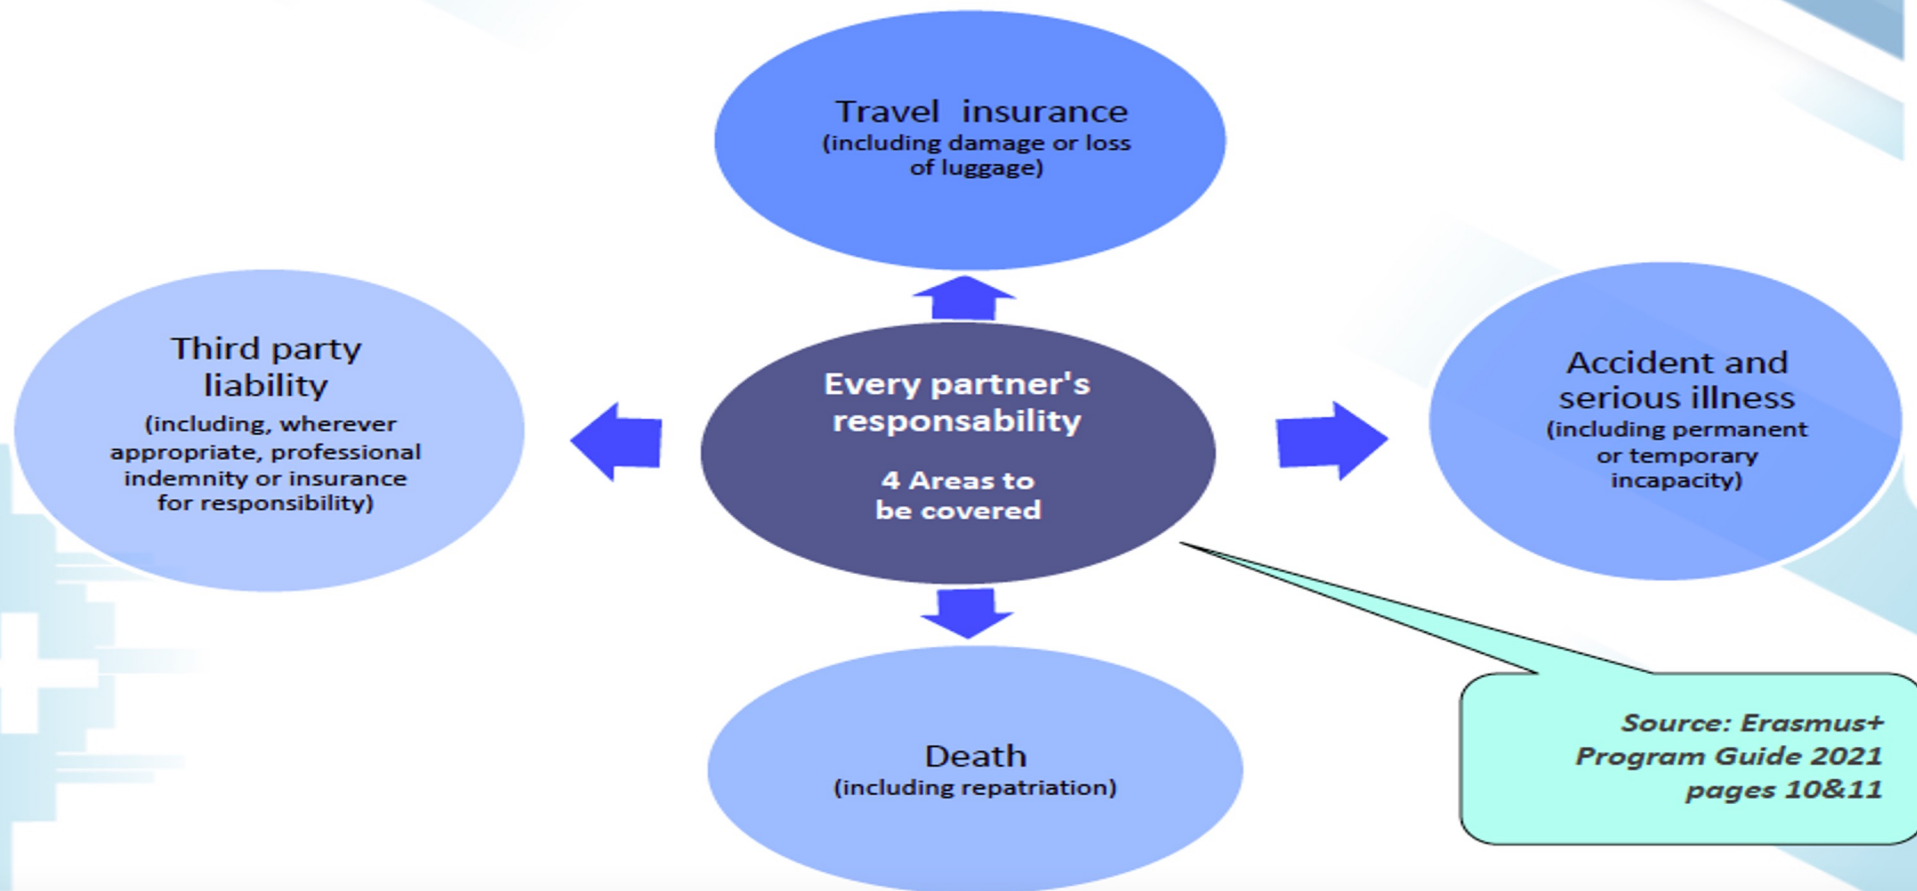 Travel insurance
(including damage or loss
of luggage)
Third party
liability
(including, wherever
appropriate, professional
indemnity or insurance
for responsibility)
Every partner's
responsability
4 Areas to
be covered
Accident and
serious illness
(including permanent
or temporary
incapacity)
Death
(including repatriation)
Source: Erasmus+
Program Guide 2021
pages 10&11